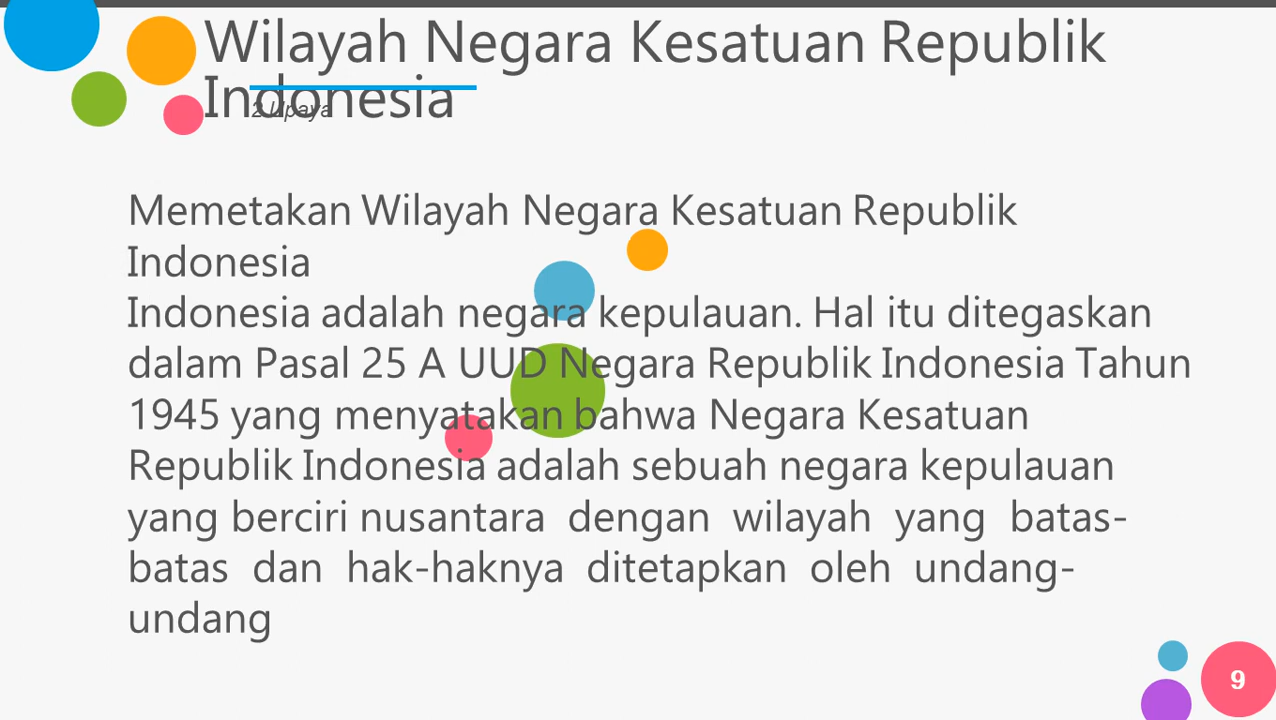 Wilayah Negara Kesatuan Republik
Indonesia
2.Upaya
Memetakan Wilayah Negara Kesatuan Republik
Indonesia
Indonesia adalah negara kepulauan. Hal itu ditegaskan
dalam Pasal 25 A UUD Negara Republik Indonesia Tahun
1945 yang menyatakan bahwa Negara Kesatuan
Republik Indonesia adalah sebuah negara kepulauan
yang berciri nusantara dengan wilayah yang batas-
batas dan hak-haknya ditetapkan oleh undang-
undang
9